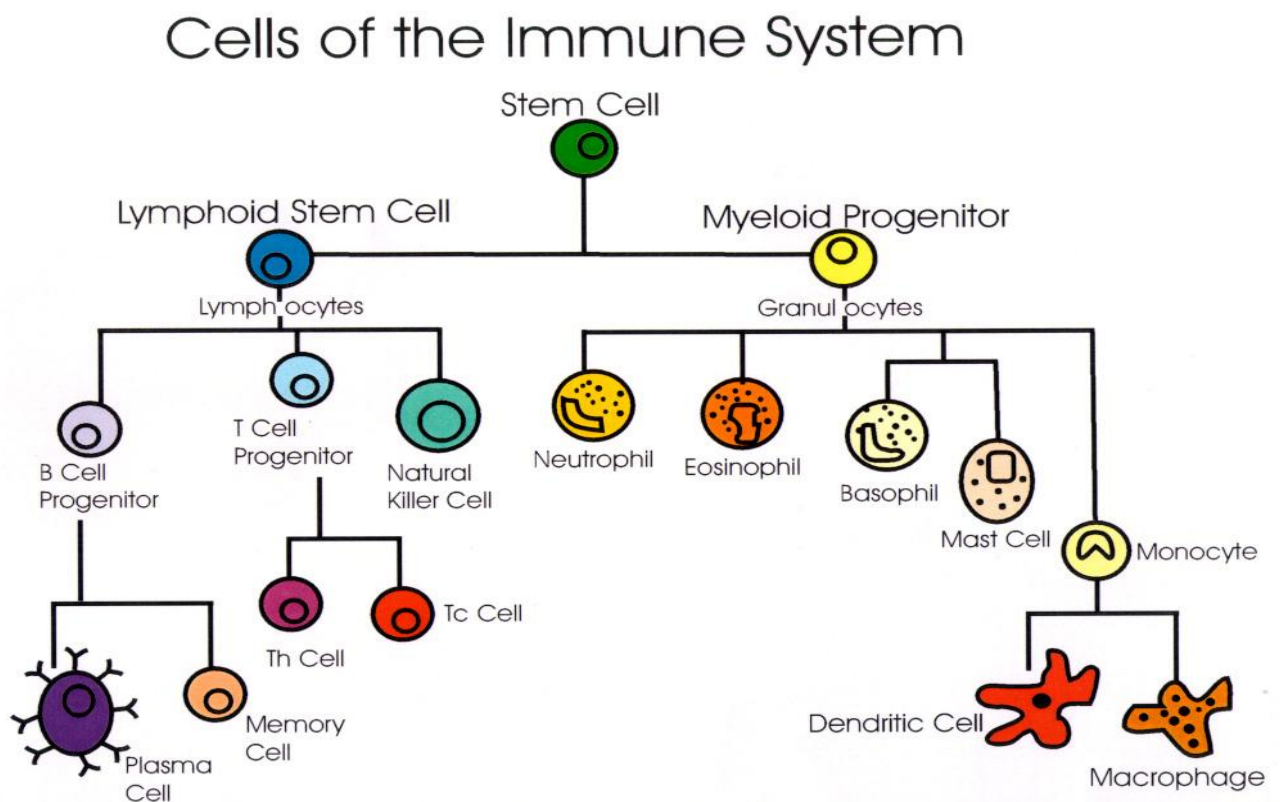 Cells of the Immune System
Stem Cell
Lymphoid Stem Cell
Myeloid Progenitor
Lymph ocytes
Granul ocytes
B Cell
Progenitor
T Cell
Progenitor
Natural
Killer Cell
Neutrophil
Eosinophil
Basophil
Mast Cell
Monocyte
Th Cell
Tc Cell
Plasma
Cell
Memory
Cell
Dendritic Cell
Macrophage